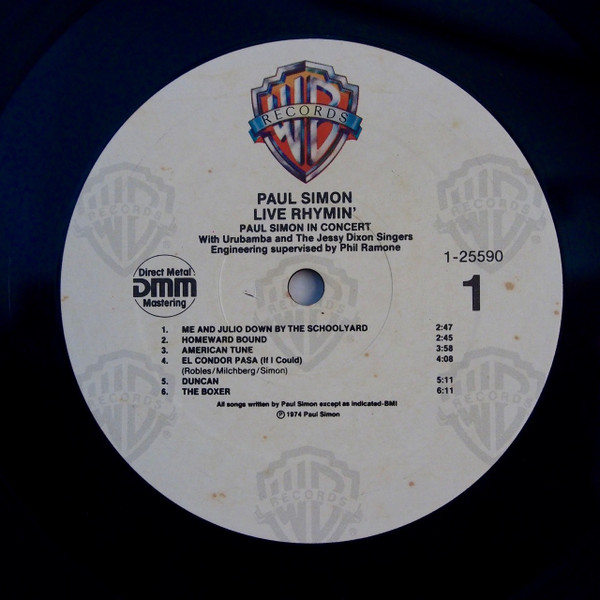 WB
RECORDS
PAUL SIMON
LIVE RHYMIN'
PAUL SIMON IN CONCERT
With Urubamba and The Jessy Dixon Singers
Engineering supervised by Phil Ramone
1-25590
1
Direct Metal
DMM
Mastering
1. ME AND JULIO DOWN BY THE SCHOOLYARD 2:47
2. HOMEWARD BOUND 2:45
3. AMERICAN TUNE 3:58
4. EL CONDOR PASA (If I Could) 4:08
(Robles/Milchberg/Simon)
5. DUNCAN 5:11
6. THE BOXER 6:11
All songs written by Paul Simon except as indicated-BMI
℗ 1974 Paul Simon